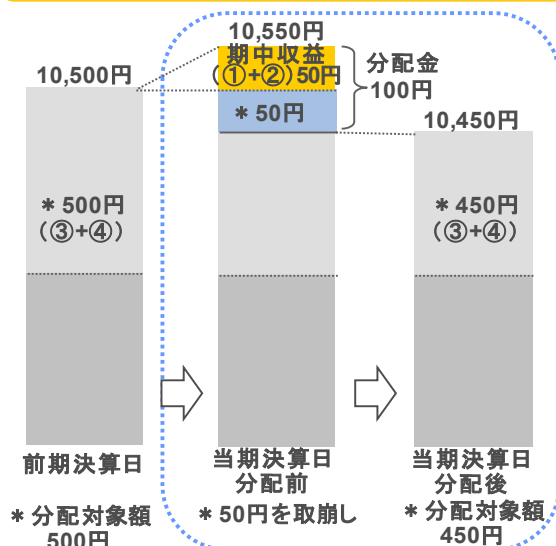 10,550円
期中収益
(①+②)50円
分配金
100円
10,500円
＊50円
10,450円
＊500円
(③+④)
＊450円
(③+④)
前期決算日
当期決算日
分配前
当期決算日
分配後
＊分配対象額
500円
＊50円を取崩し
＊分配対象額
450円